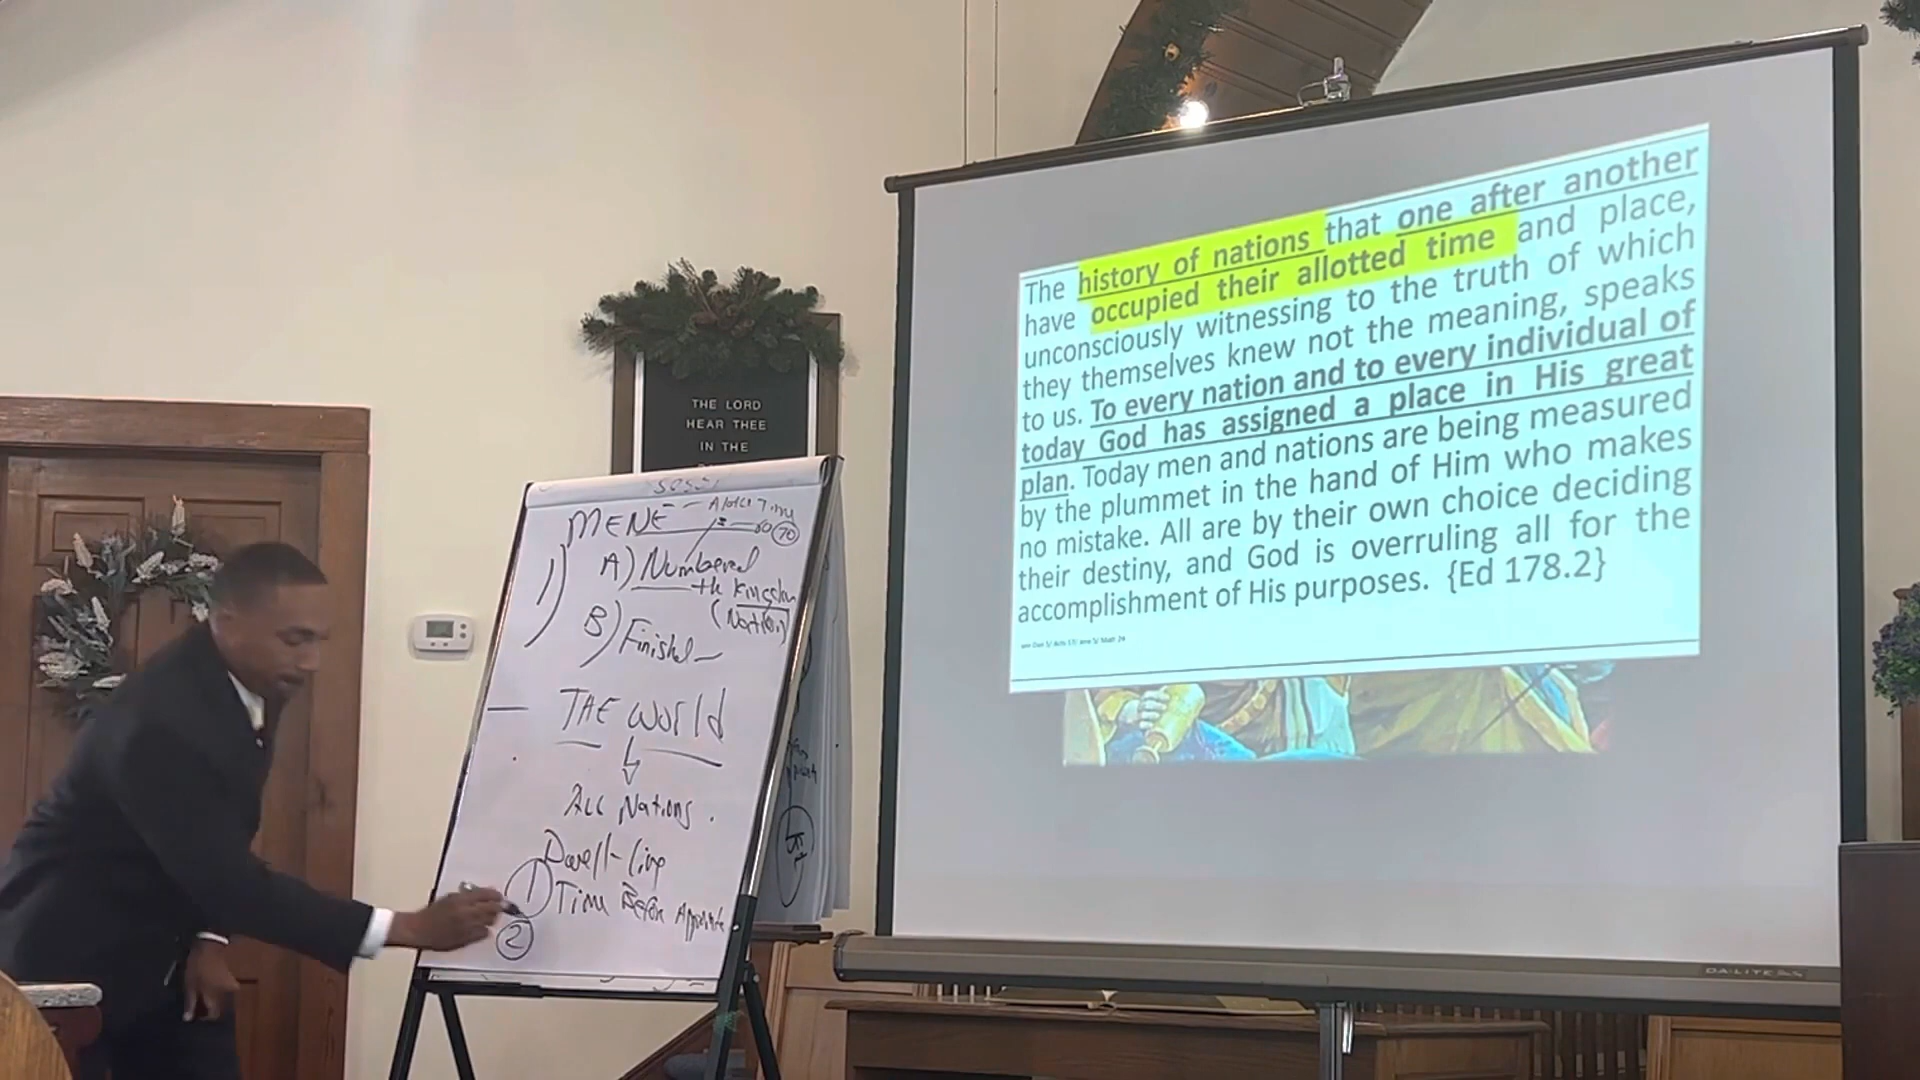 THE LORD
HEAR THEE
IN THE
MENE
70
1) A) Numbered
the Kingdom
(Nation)
B) Finished
THE WORLD
ALL Nations.
Dwell - live
1 Time Before
2
The history of nations that one after another
have occupied their allotted time and place,
unconsciously witnessing to the truth of which
they themselves knew not the meaning, speaks
to us. To every nation and to every individual of
today God has assigned a place in His great
plan. Today men and nations are being measured
by the plummet in the hand of Him who makes
no mistake. All are by their own choice deciding
their destiny, and God is overruling all for the
accomplishment of His purposes. {Ed 178.2}
DA-LITE